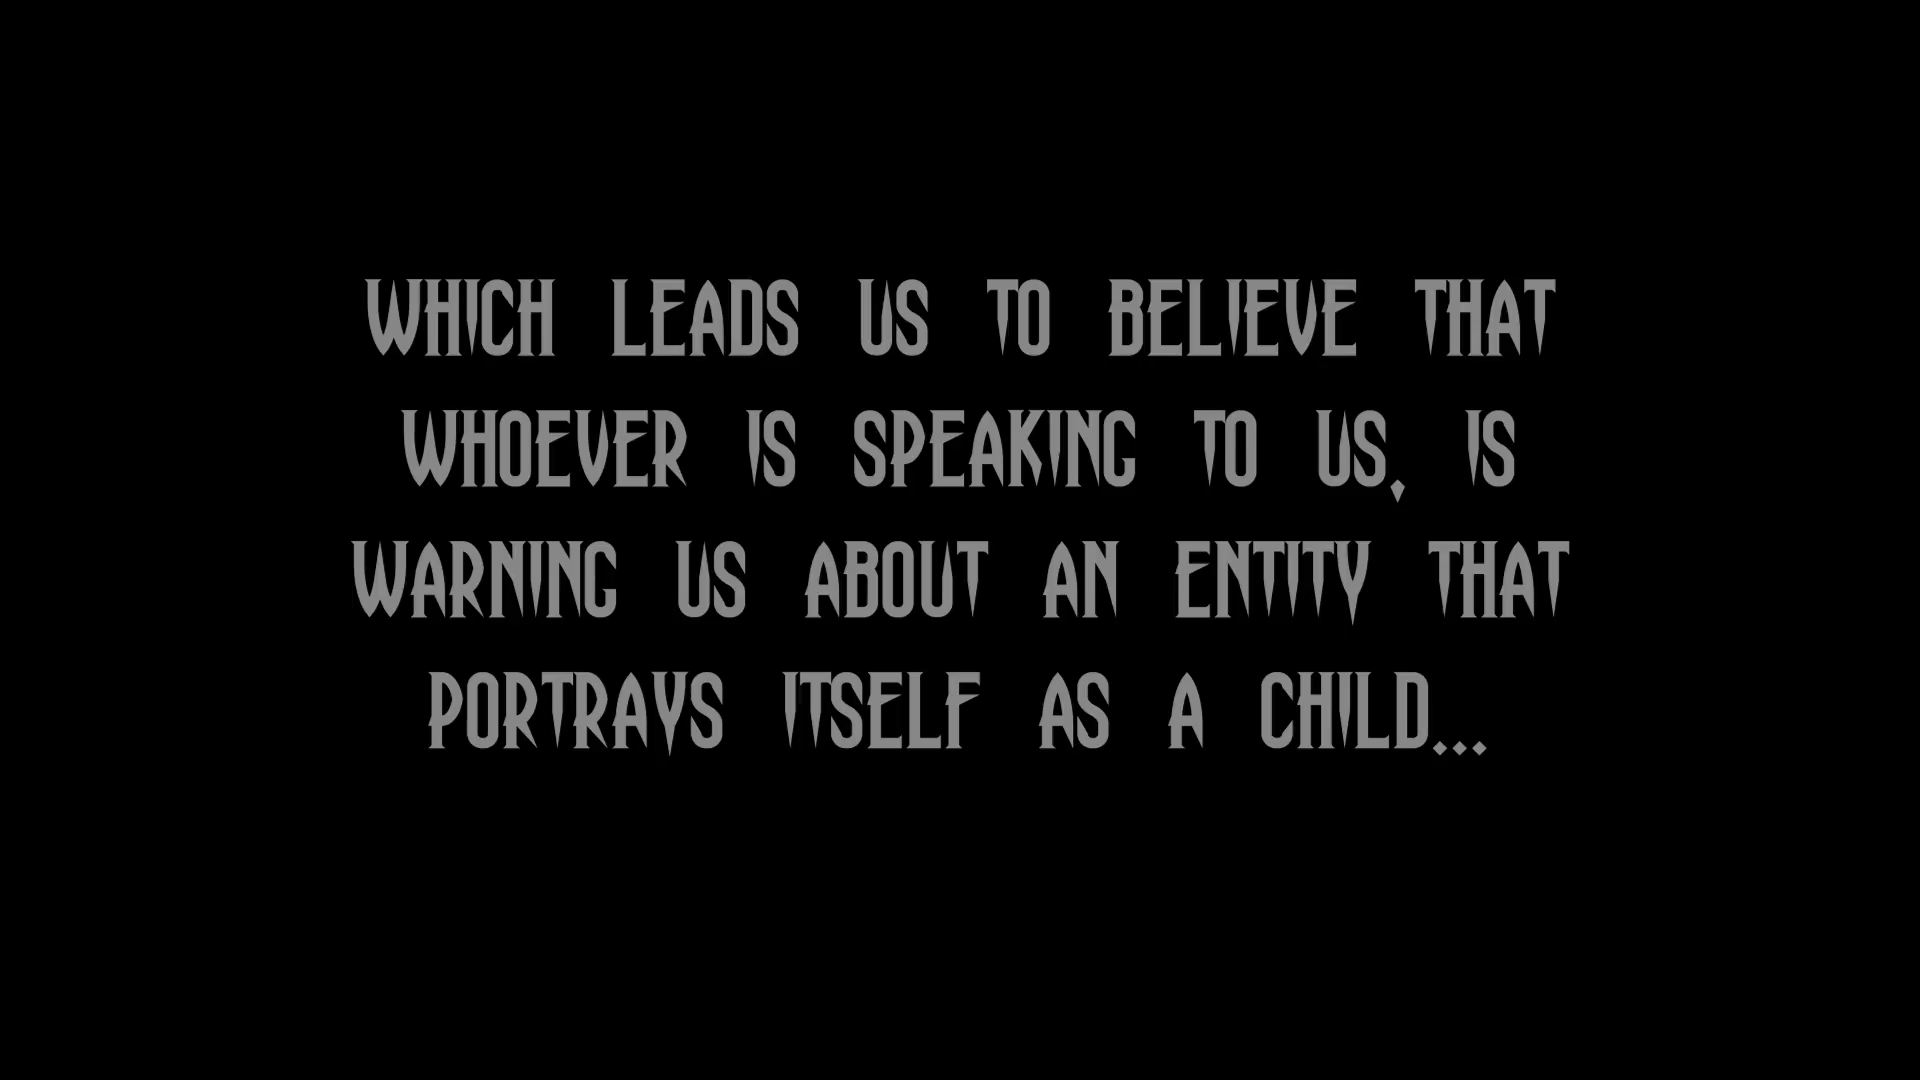 WHICH LEADS US TO BELIEVE THAT
WHOEVER IS SPEAKING TO US, IS
WARNING US ABOUT AN ENTITY THAT
PORTRAYS ITSELF AS A CHILD...